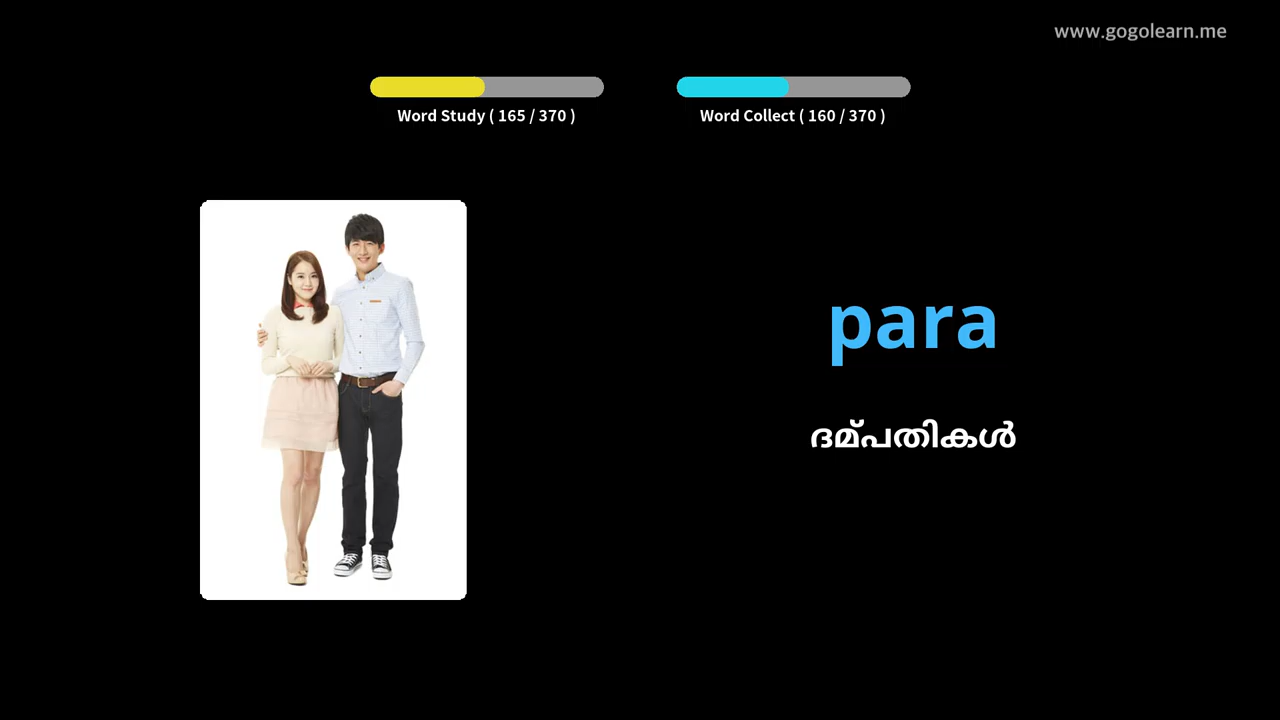 www.gogolearn.me
Word Study ( 165 / 370 )
Word Collect ( 160 / 370 )
para
ദമ്പതികൾ